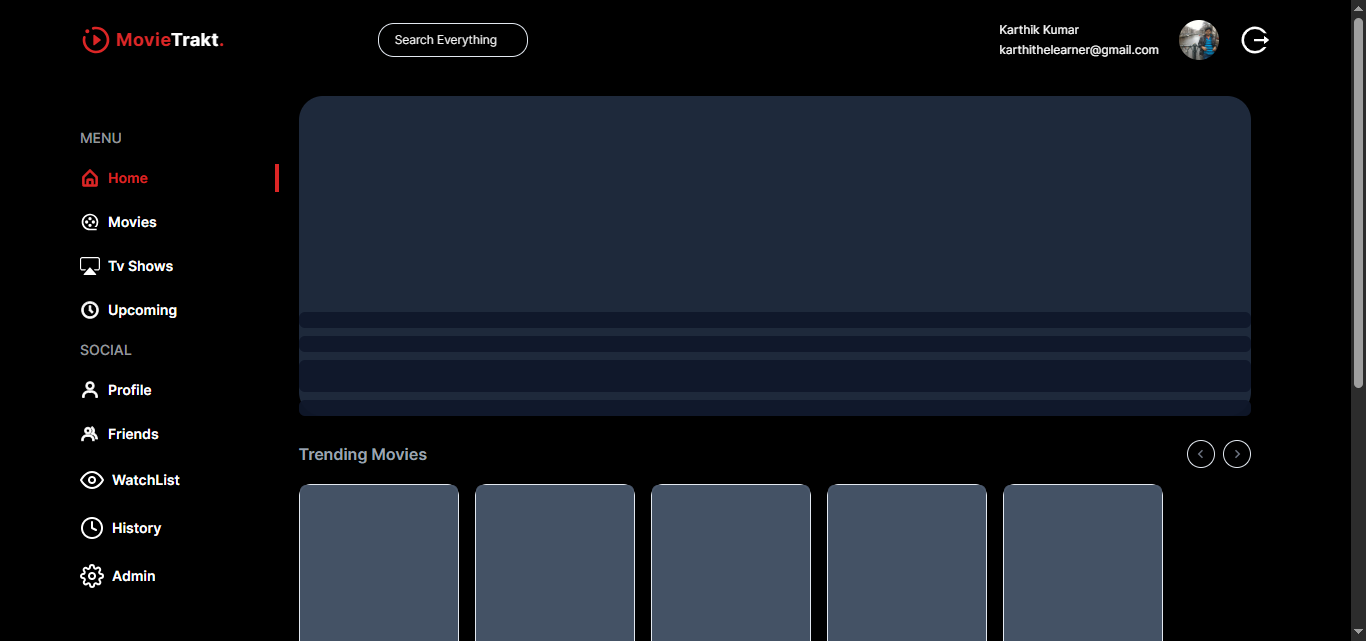 MovieTrakt.
Search Everything
Karthik Kumar
karthithelearner@gmail.com
MENU
Home
Movies
Tv Shows
Upcoming
SOCIAL
Profile
Friends
WatchList
History
Admin
Trending Movies